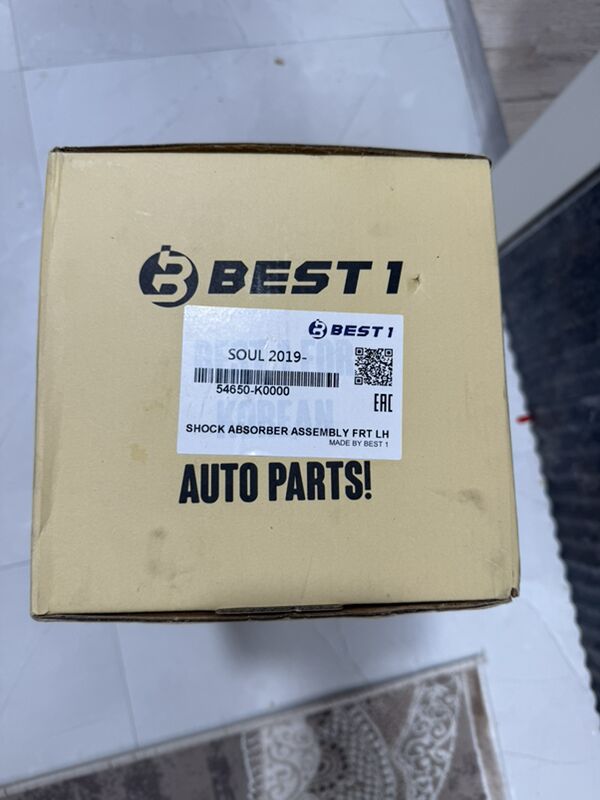 BEST 1
BEST 1
SOUL 2019-
54650-K0000
EAC
SHOCK ABSORBER ASSEMBLY FRT LH
MADE BY BEST 1
KOREAN
AUTO PARTS!